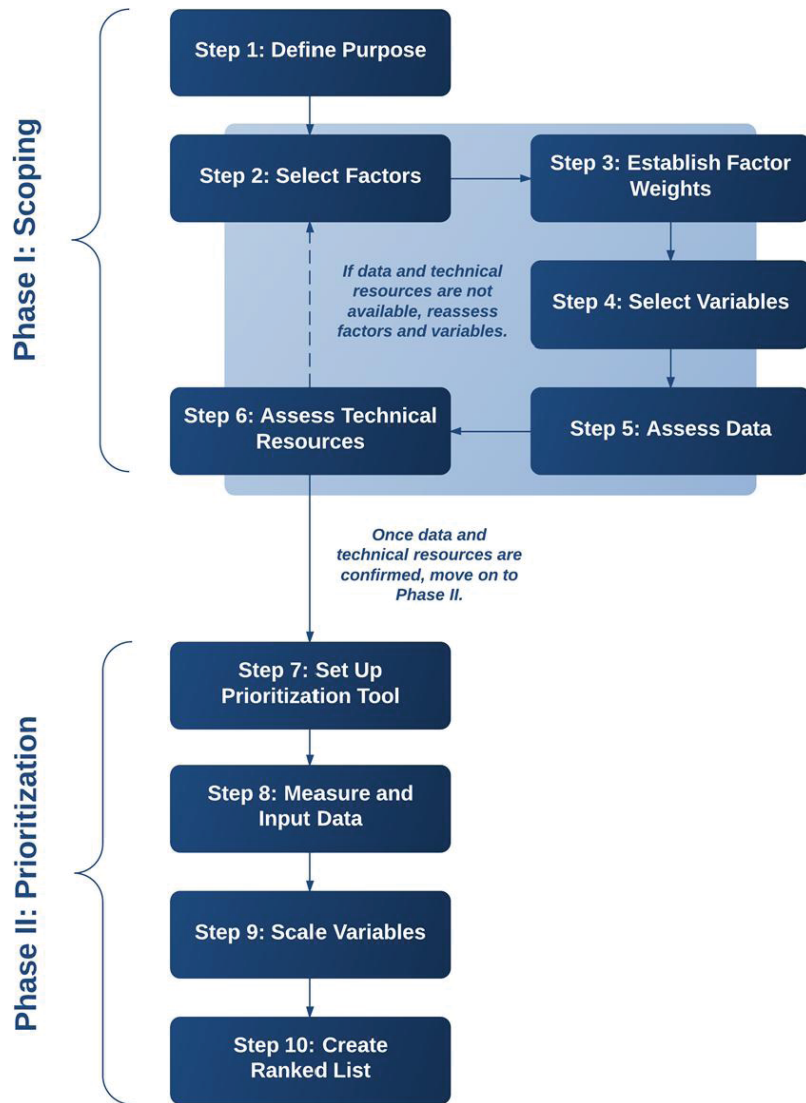 Phase I: Scoping
Step 1: Define Purpose
Step 2: Select Factors
Step 3: Establish Factor
Weights
If data and technical
resources are not
available, reassess
factors and variables.
Step 4: Select Variables
Step 6: Assess Technical
Resources
Step 5: Assess Data
Once data and
technical resources are
confirmed, move on to
Phase II.
Phase II: Prioritization
Step 7: Set Up
Prioritization Tool
Step 8: Measure and
Input Data
Step 9: Scale Variables
Step 10: Create
Ranked List